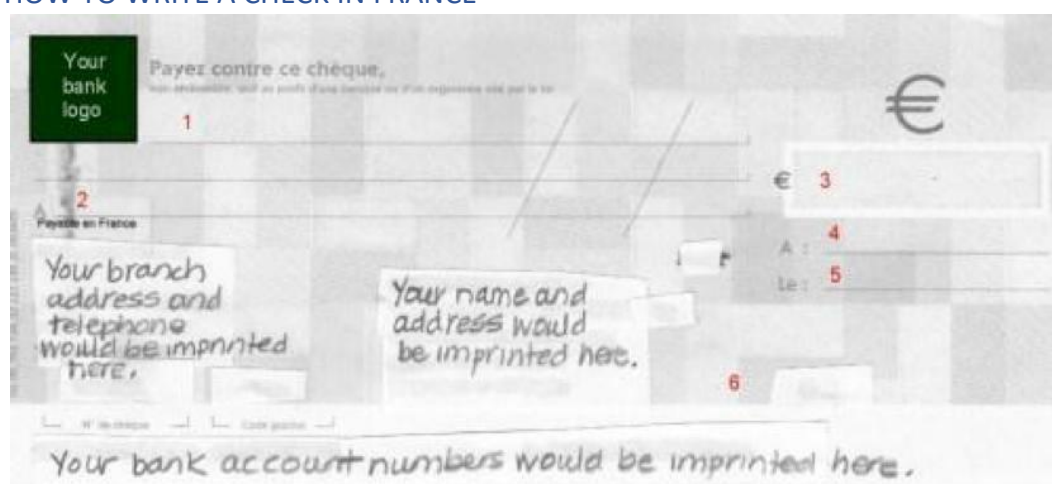 HOW TO WRITE A CHECK IN FRANCE
Your
bank
logo
Payez contre ce chèque,
1
€
€ 3
2
A
Payable en France
A : 4
Le : 5
Your branch
address and
telephone
would be imprinted
here.
Your name and
address would
be imprinted here.
6
N° de chèque
Your bank account numbers would be imprinted here.